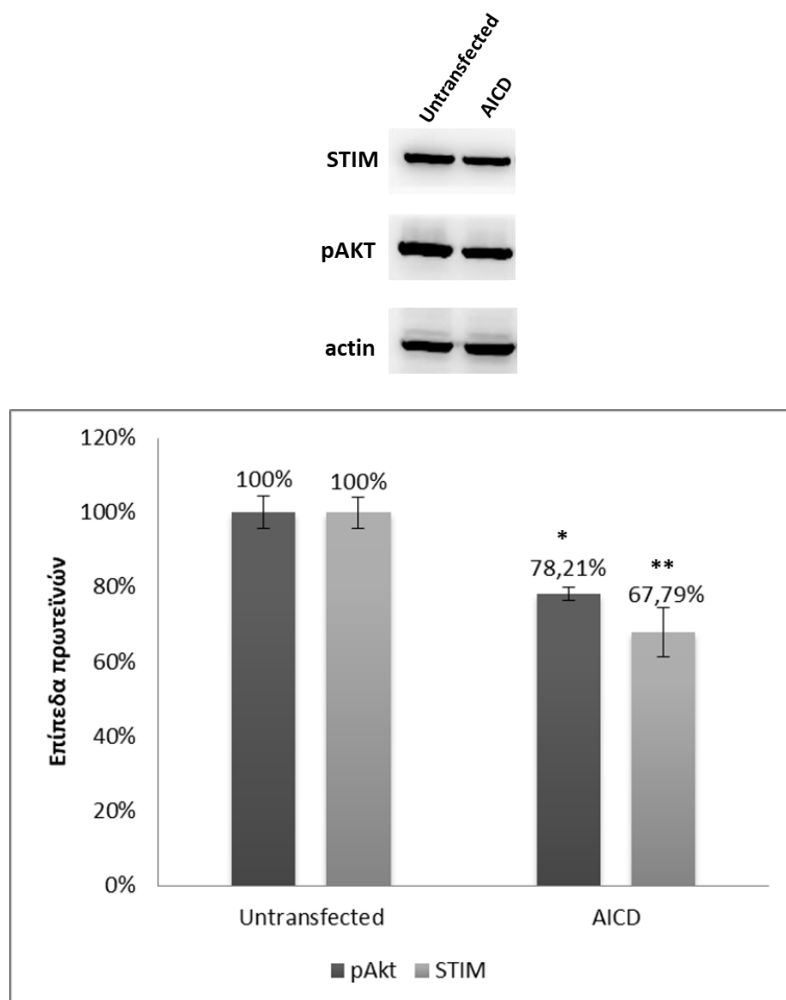 Untransfected AICD
STIM
pAKT
actin
Επίπεδα πρωτεϊνών
120%
100%
80%
60%
40%
20%
0%
100% 100%
*
78,21%
**
67,79%
Untransfected AICD
pAkt STIM